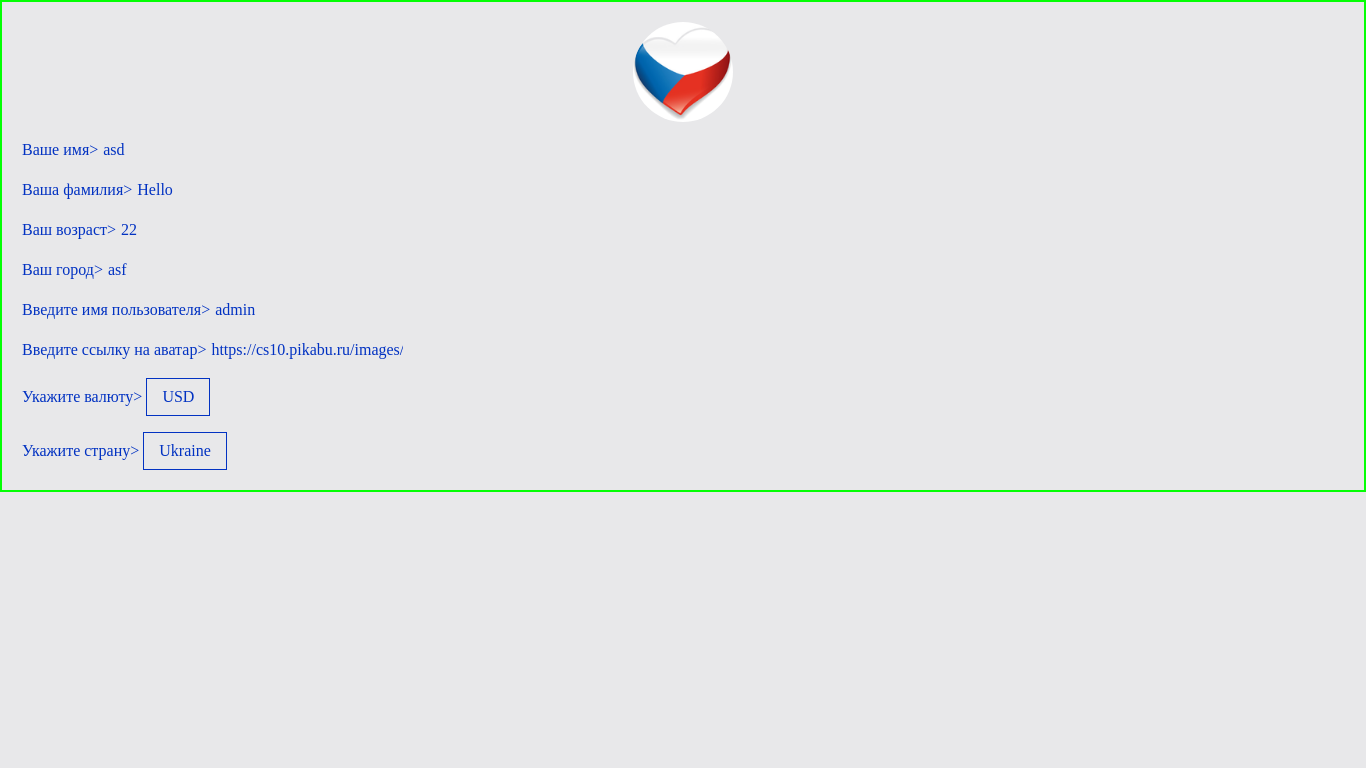 Ваше имя> asd
Ваша фамилия> Hello
Ваш возраст> 22
Ваш город> asf
Введите имя пользователя> admin
Введите ссылку на аватар> https://cs10.pikabu.ru/images/
Укажите валюту> USD
Укажите страну> Ukraine